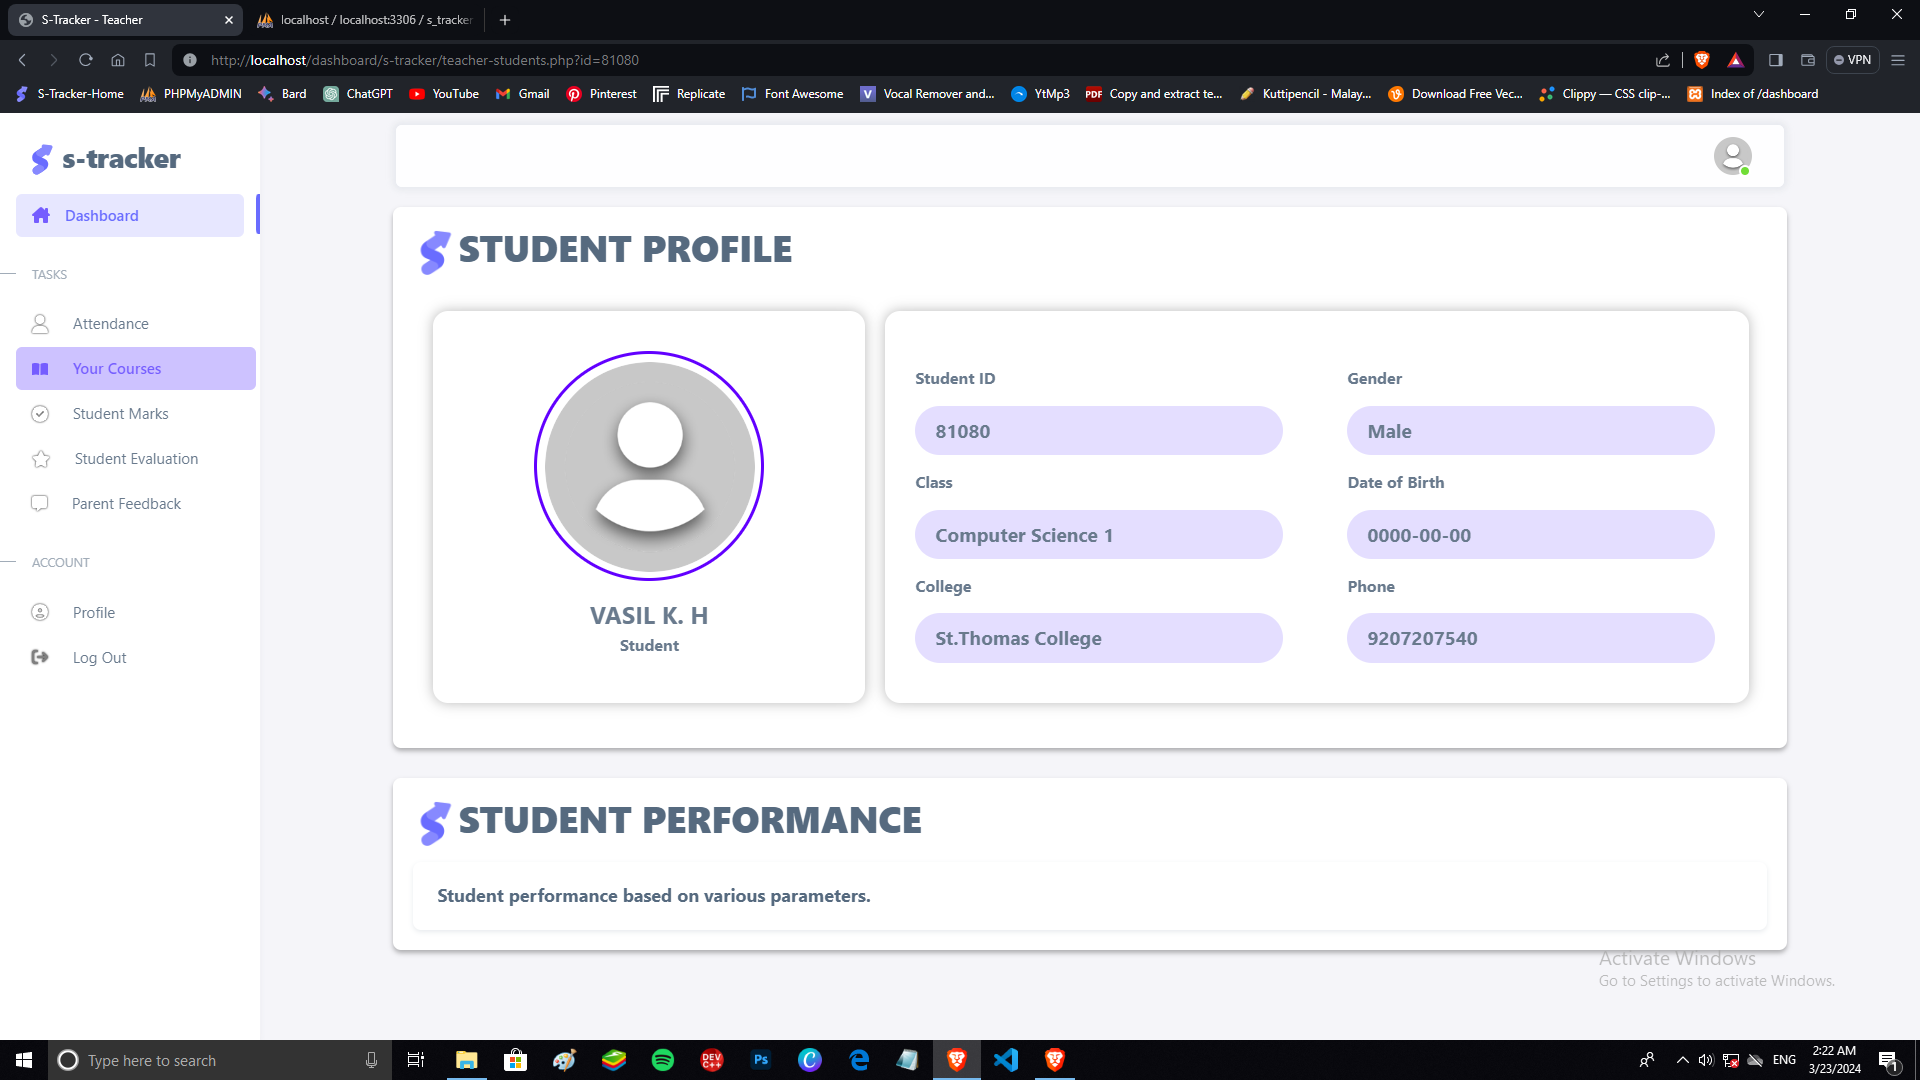 S-Tracker - Teacher
localhost / localhost:3306 / s_tracker
http://localhost/dashboard/s-tracker/teacher-students.php?id=81080
VPN
S-Tracker-Home PHPMyADMIN Bard ChatGPT YouTube Gmail Pinterest Replicate Font Awesome Vocal Remover and... YtMp3 PDF Copy and extract te... Kuttipencil - Malay... Download Free Vec... Clippy — CSS clip-... Index of /dashboard
s-tracker
Dashboard
TASKS
Attendance
Your Courses
Student Marks
Student Evaluation
Parent Feedback
ACCOUNT
Profile
Log Out
STUDENT PROFILE
VASIL K. H
Student
Student ID
81080
Gender
Male
Class
Computer Science 1
Date of Birth
0000-00-00
College
St.Thomas College
Phone
9207207540
STUDENT PERFORMANCE
Student performance based on various parameters.
Activate Windows
Go to Settings to activate Windows.
Type here to search
DEV C++
Ps
ENG
2:22 AM
3/23/2024
1